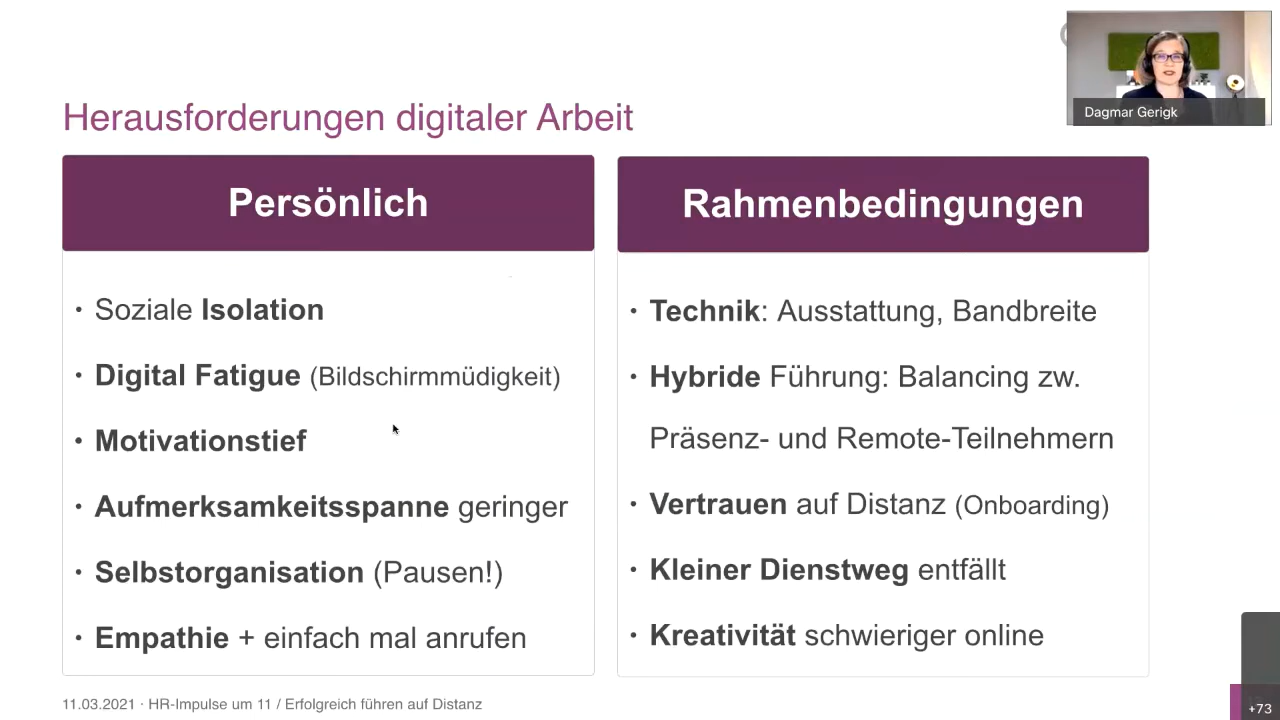 Dagmar Gerigk
Herausforderungen digitaler Arbeit
Persönlich
• Soziale Isolation
• Digital Fatigue (Bildschirmmüdigkeit)
• Motivationstief
• Aufmerksamkeitsspanne geringer
• Selbstorganisation (Pausen!)
• Empathie + einfach mal anrufen
Rahmenbedingungen
• Technik: Ausstattung, Bandbreite
• Hybride Führung: Balancing zw.
Präsenz- und Remote-Teilnehmern
• Vertrauen auf Distanz (Onboarding)
• Kleiner Dienstweg entfällt
• Kreativität schwieriger online
11.03.2021 · HR-Impulse um 11 / Erfolgreich führen auf Distanz
+73